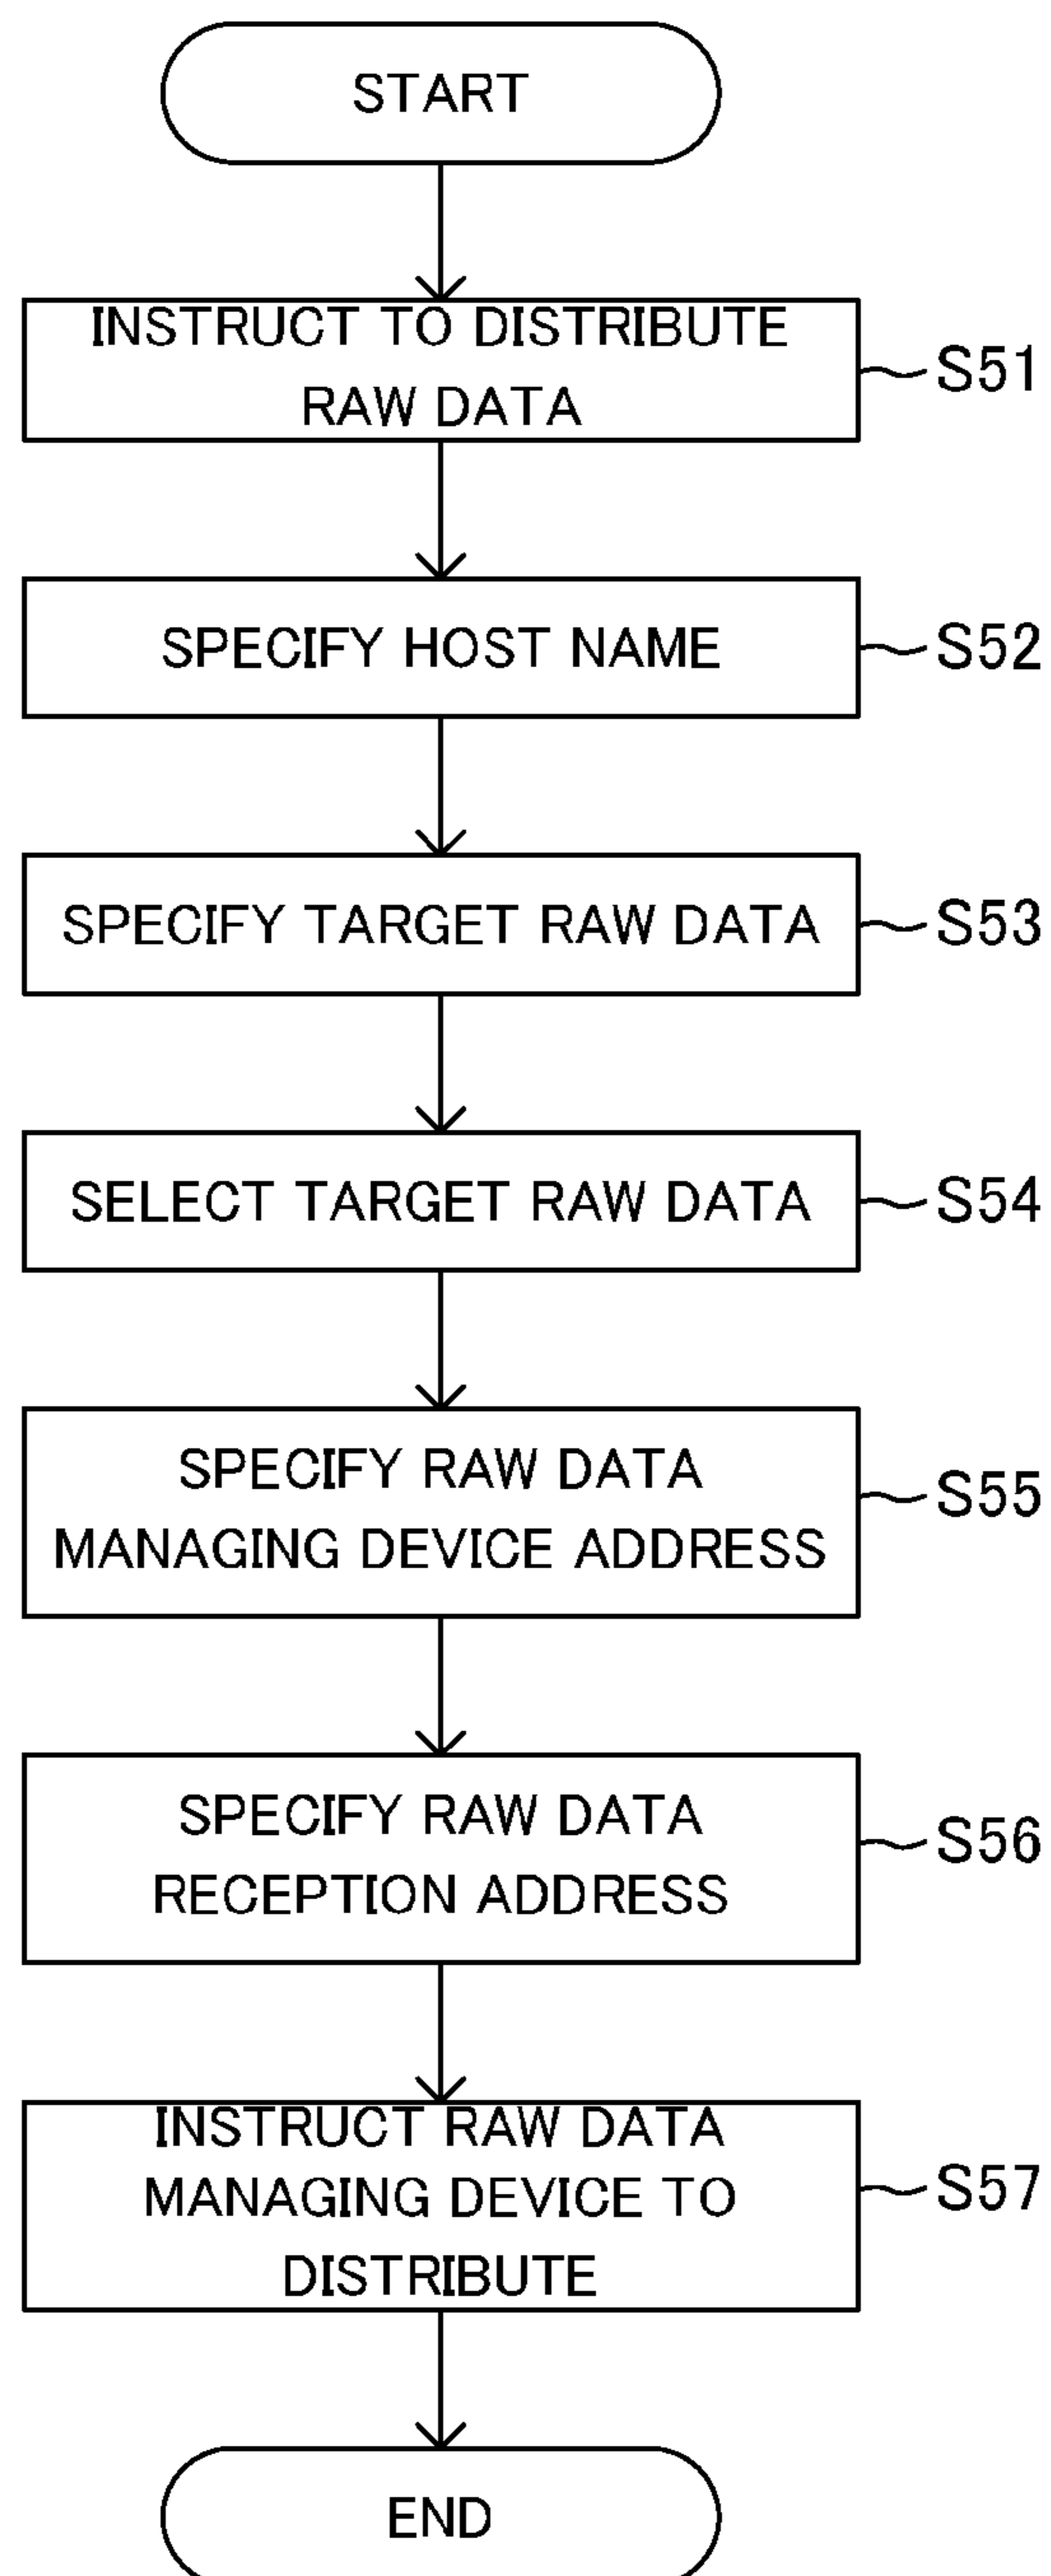 START
INSTRUCT TO DISTRIBUTE
RAW DATA
S51
SPECIFY HOST NAME
S52
SPECIFY TARGET RAW DATA
S53
SELECT TARGET RAW DATA
S54
SPECIFY RAW DATA
MANAGING DEVICE ADDRESS
S55
SPECIFY RAW DATA
RECEPTION ADDRESS
S56
INSTRUCT RAW DATA
MANAGING DEVICE TO
DISTRIBUTE
S57
END